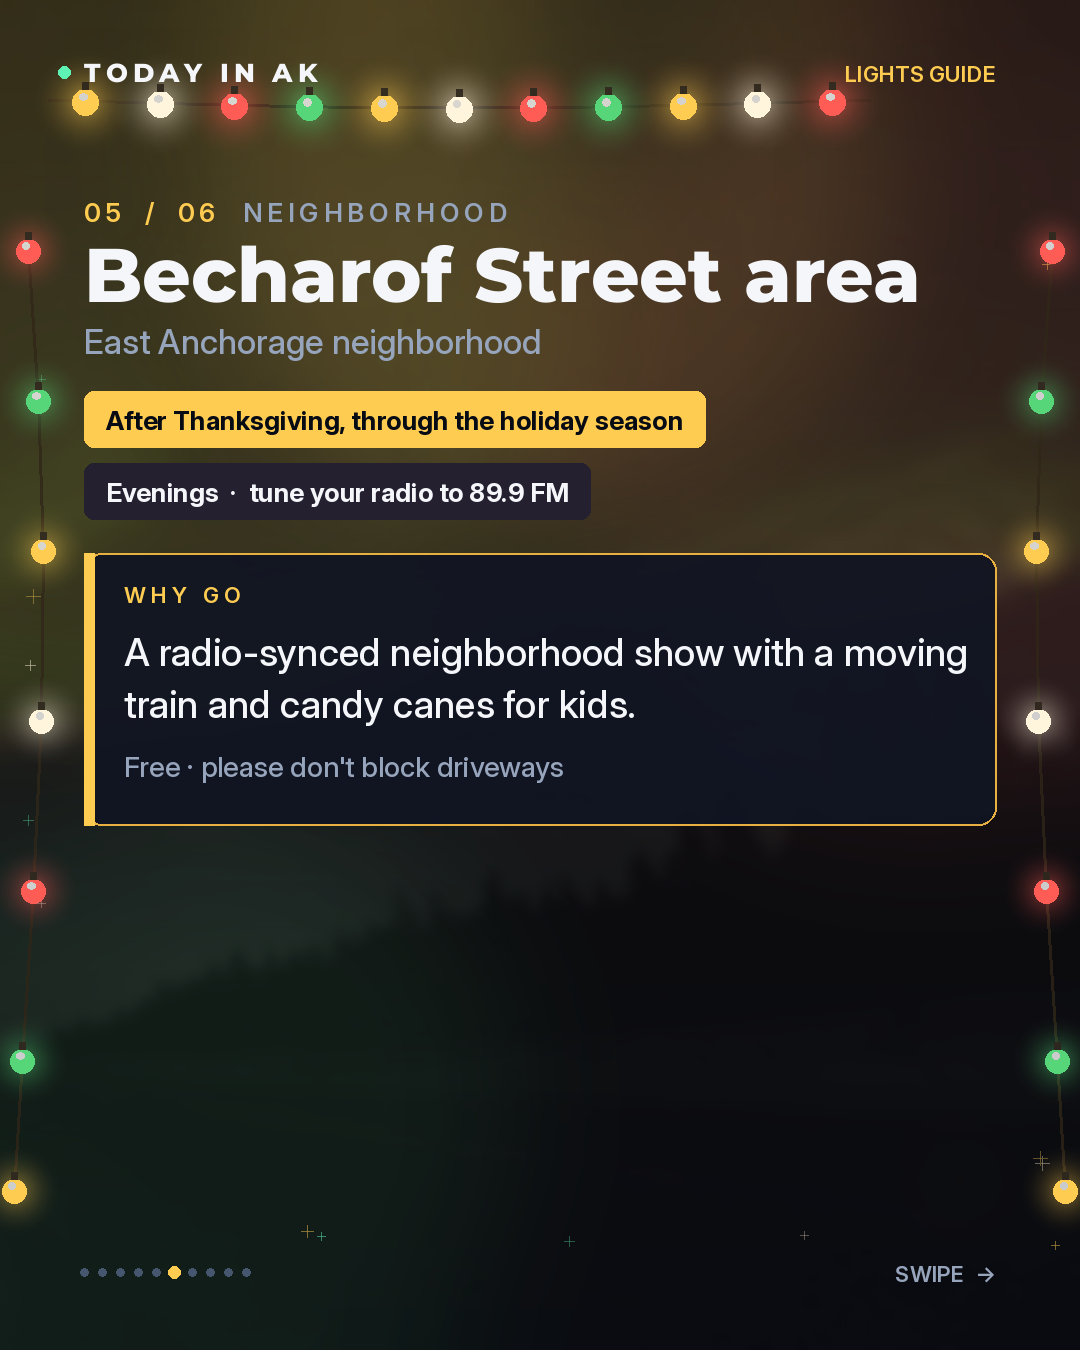 TODAY IN AK
LIGHTS GUIDE
05 / 06 NEIGHBORHOOD
Becharof Street area
East Anchorage neighborhood
After Thanksgiving, through the holiday season
Evenings · tune your radio to 89.9 FM
WHY GO
A radio-synced neighborhood show with a moving
train and candy canes for kids.
Free · please don't block driveways
SWIPE →